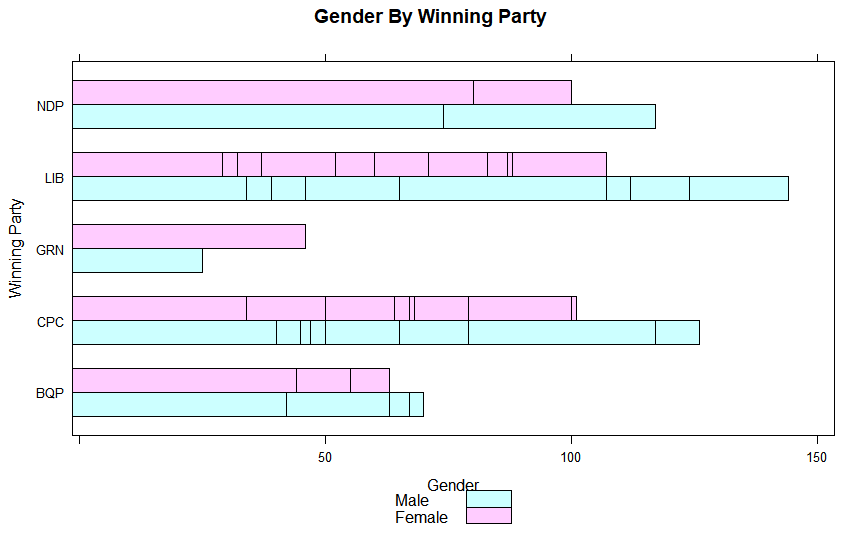 Gender By Winning Party
NDP
LIB
GRN
CPC
BQP
Winning Party
50
100
150
Gender
Male
Female